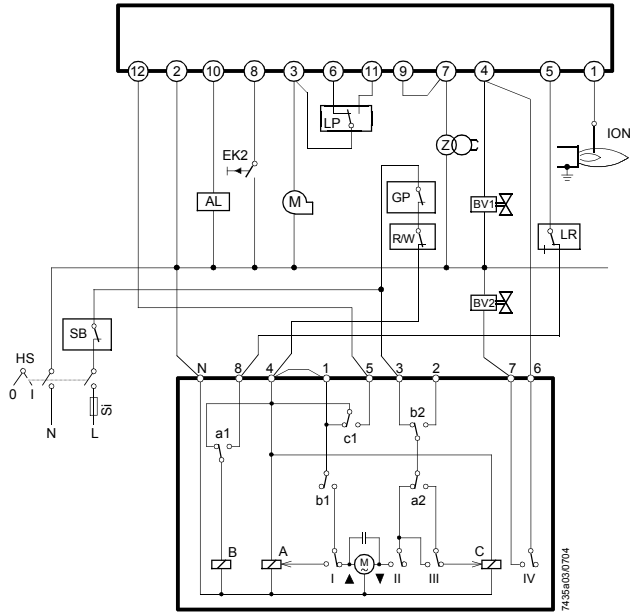 12 2 10 8 3 6 11 9 7 4 5 1
LP
ION
EK2
Z
AL
M
GP
BV1
R/W
LR
BV2
SB
HS
0 I
Si
N L
N 8 4 1 5 3 2 7 6
a1
c1
b2
b1
a2
B A
M
~
C
I II III IV
7435a03/0704